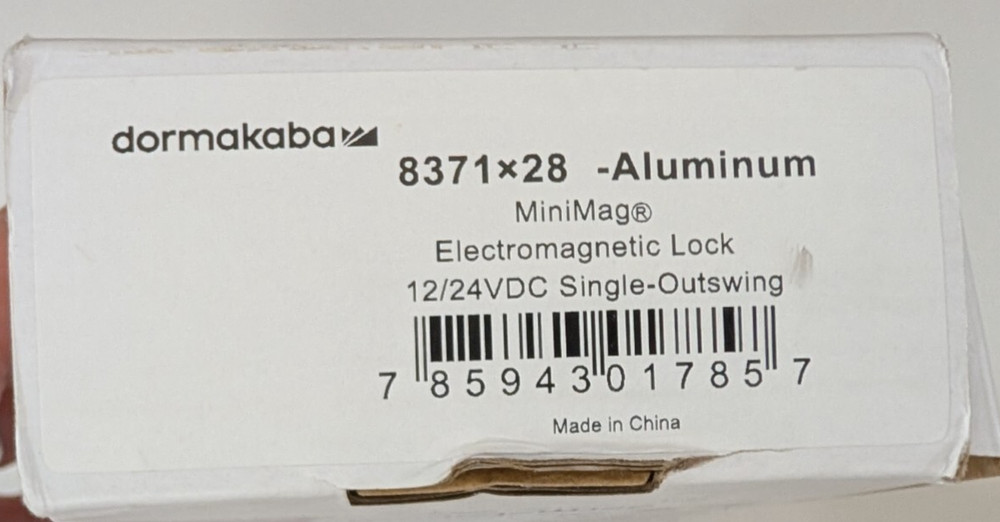 dormakaba
8371×28 -Aluminum
MiniMag®
Electromagnetic Lock
12/24VDC Single-Outswing
7 85943 01785 7
Made in China